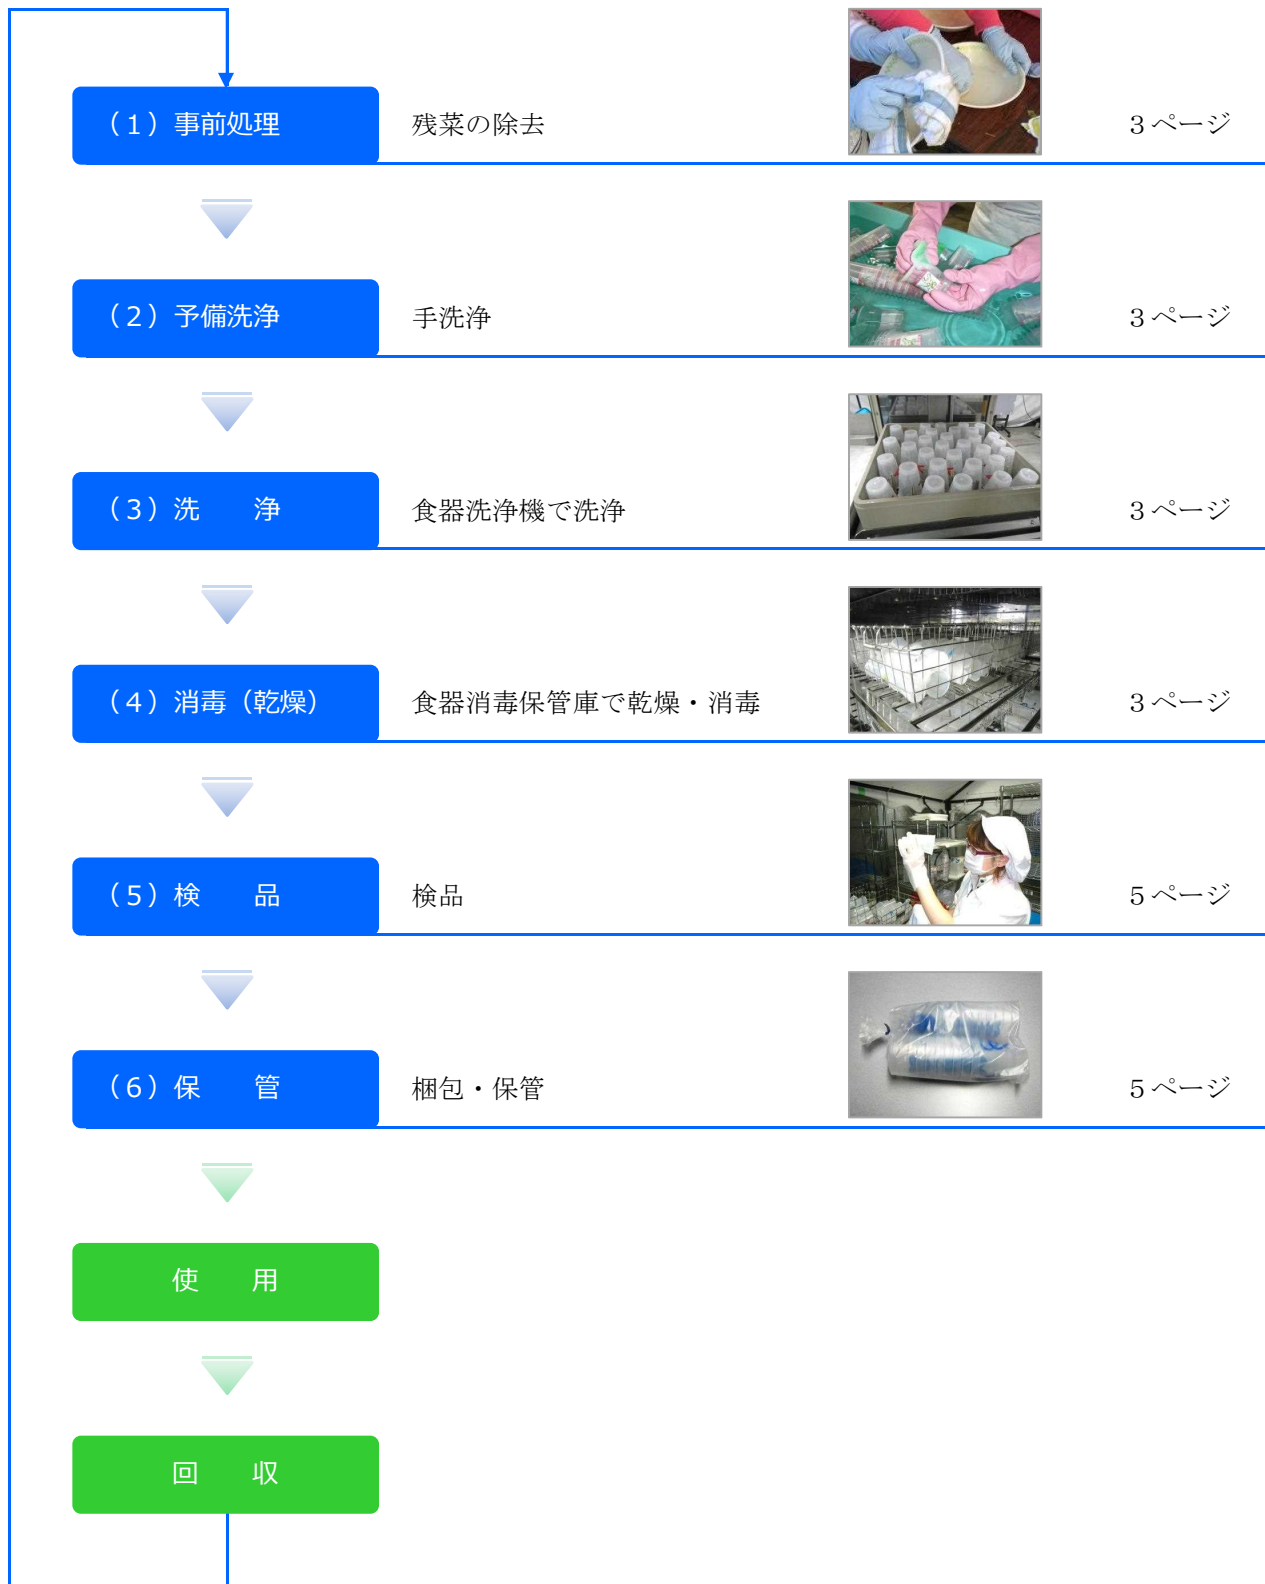 （１）事前処理　残菜の除去　３ページ
（２）予備洗浄　手洗浄　３ページ
（３）洗　　浄　食器洗浄機で洗浄　３ページ
（４）消毒（乾燥）　食器消毒保管庫で乾燥・消毒　３ページ
（５）検　　品　検品　５ページ
（６）保　　管　梱包・保管　５ページ
使　　用
回　　収